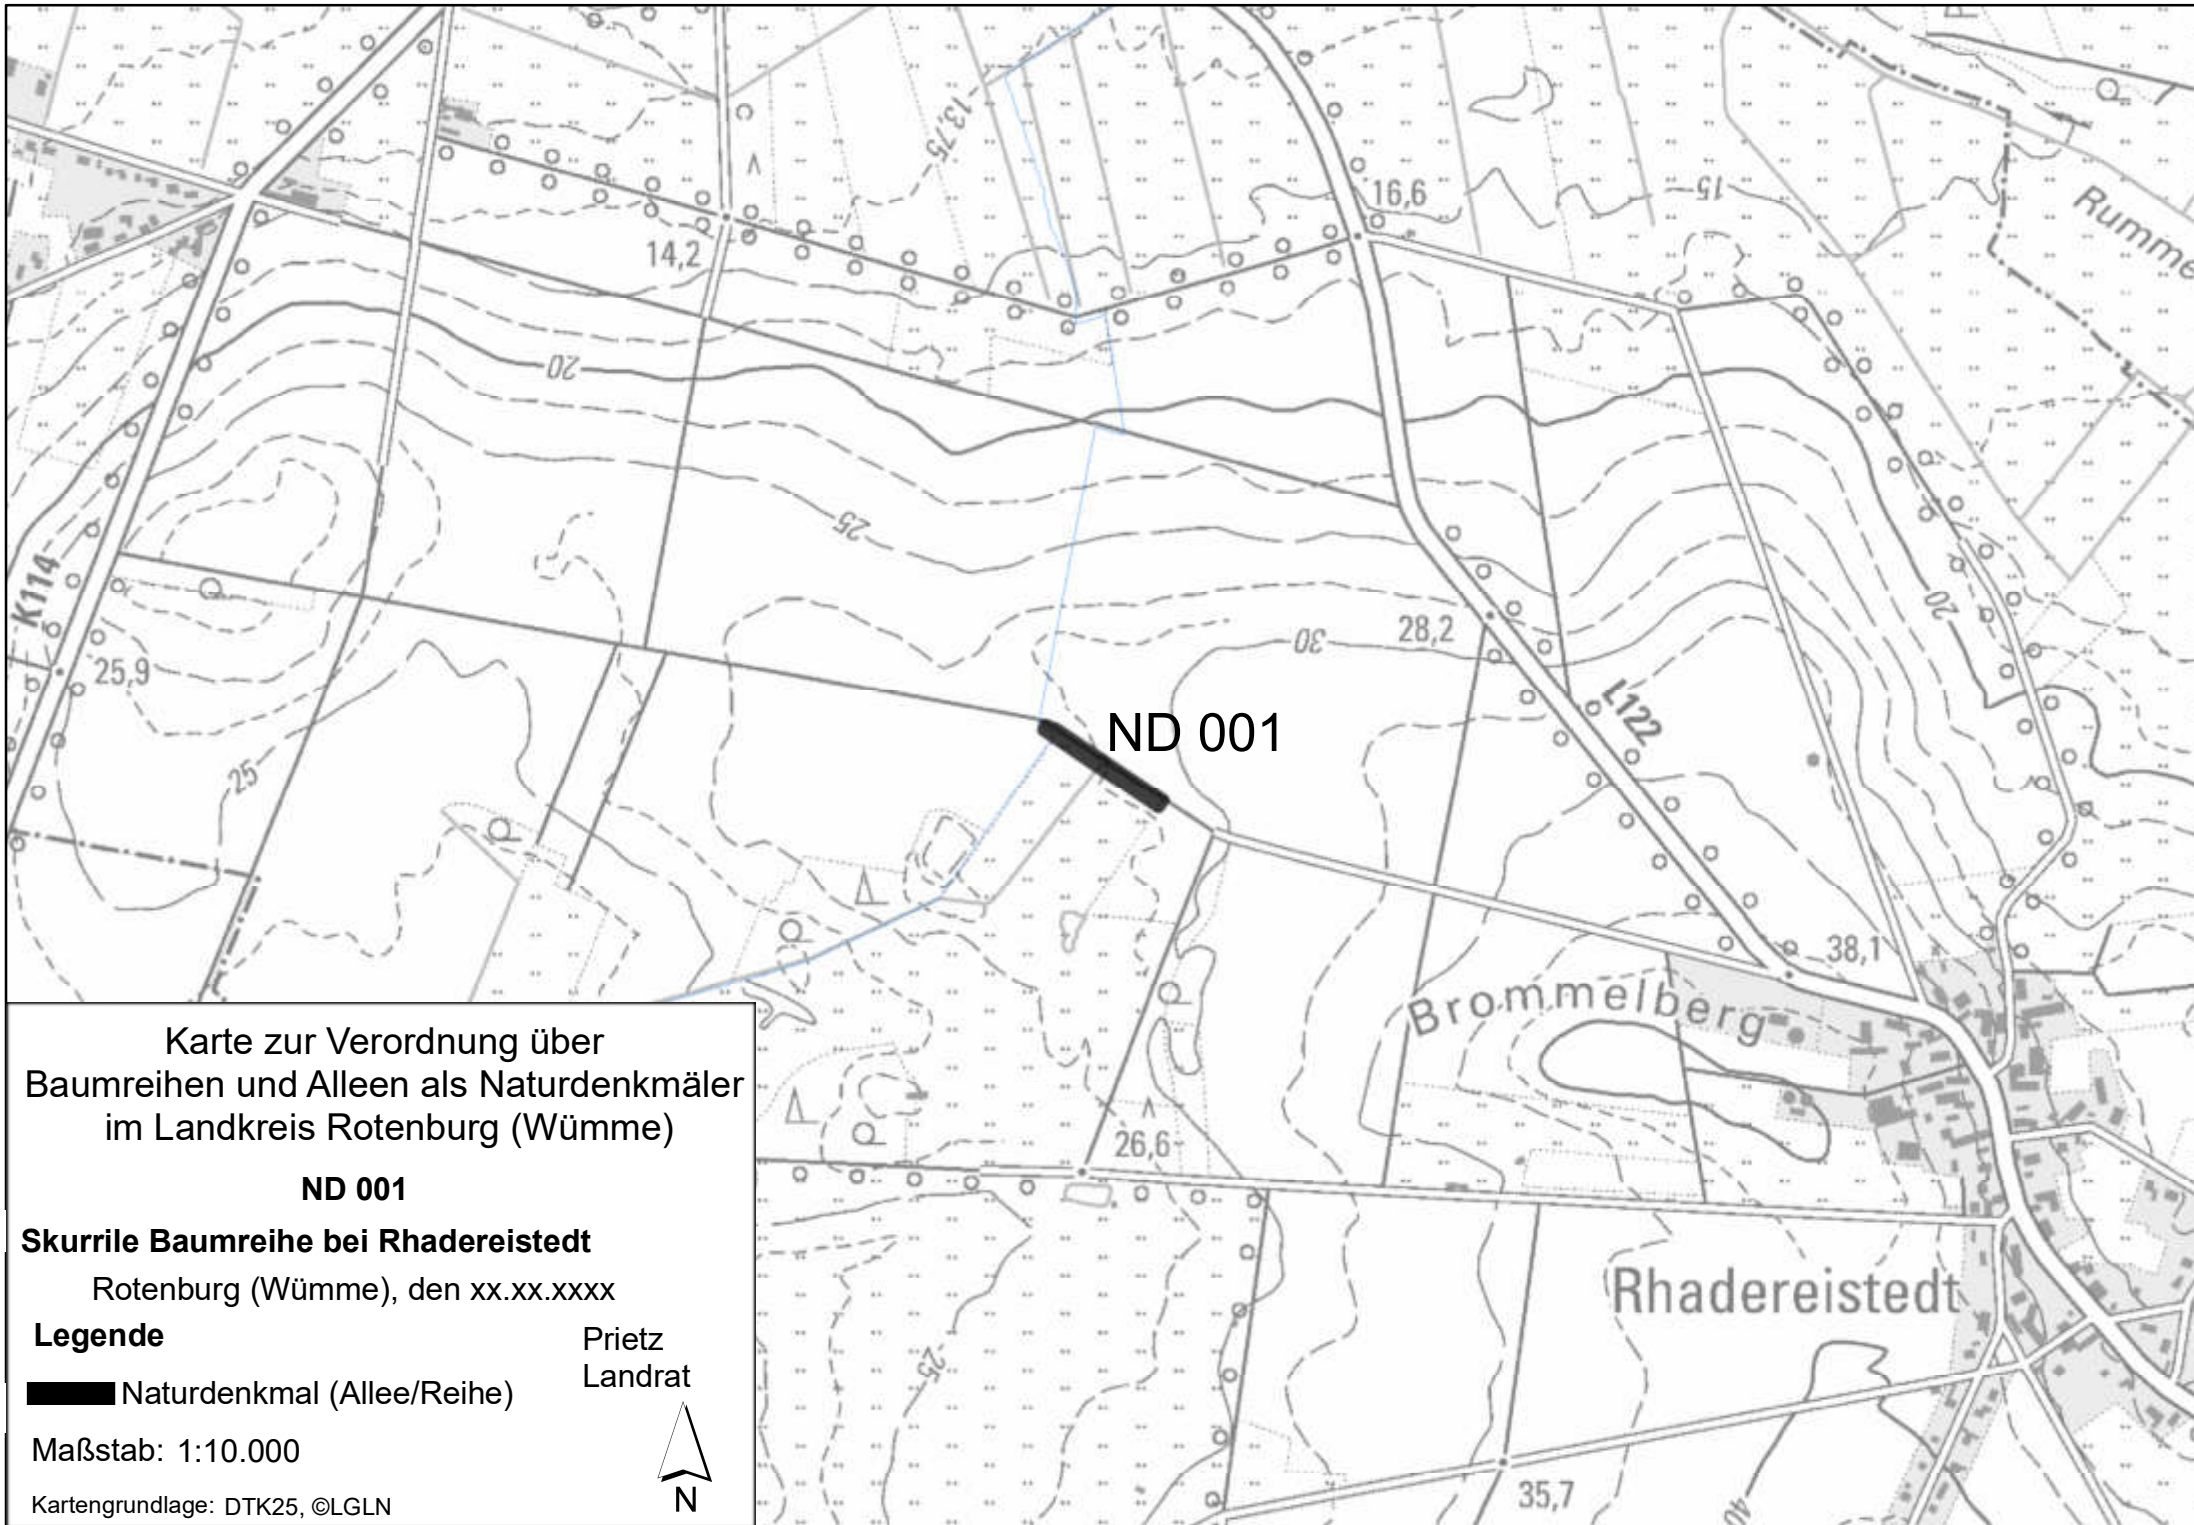 13,75
16,6
15
Rumme
14,2
20
25
K114
25,9
30
28,2
20
L122
ND 001
25
38,1
Brommelberg
26,6
Rhadereistedt
25
35,7
40
Karte zur Verordnung über
Baumreihen und Alleen als Naturdenkmäler
im Landkreis Rotenburg (Wümme)
ND 001
Skurrile Baumreihe bei Rhadereistedt
Rotenburg (Wümme), den xx.xx.xxxx
Legende
Prietz
Landrat
Naturdenkmal (Allee/Reihe)
Maßstab: 1:10.000
N
Kartengrundlage: DTK25, ©LGLN